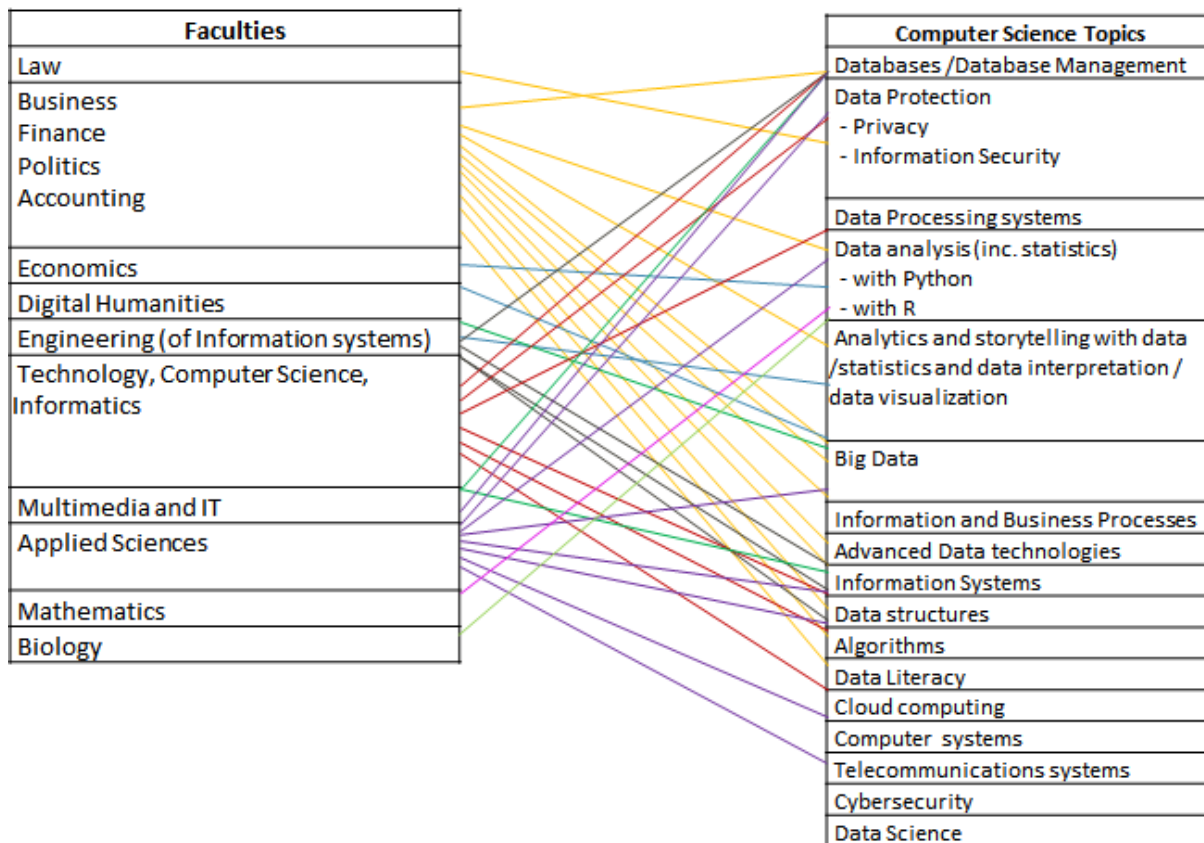 Faculties
Law
Business
Finance
Politics
Accounting
Economics
Digital Humanities
Engineering (of Information systems)
Technology, Computer Science,
Informatics
Multimedia and IT
Applied Sciences
Mathematics
Biology
Computer Science Topics
Databases /Database Management
Data Protection
- Privacy
- Information Security
Data Processing systems
Data analysis (inc. statistics)
- with Python
- with R
Analytics and storytelling with data
/statistics and data interpretation /
data visualization
Big Data
Information and Business Processes
Advanced Data technologies
Information Systems
Data structures
Algorithms
Data Literacy
Cloud computing
Computer systems
Telecommunications systems
Cybersecurity
Data Science